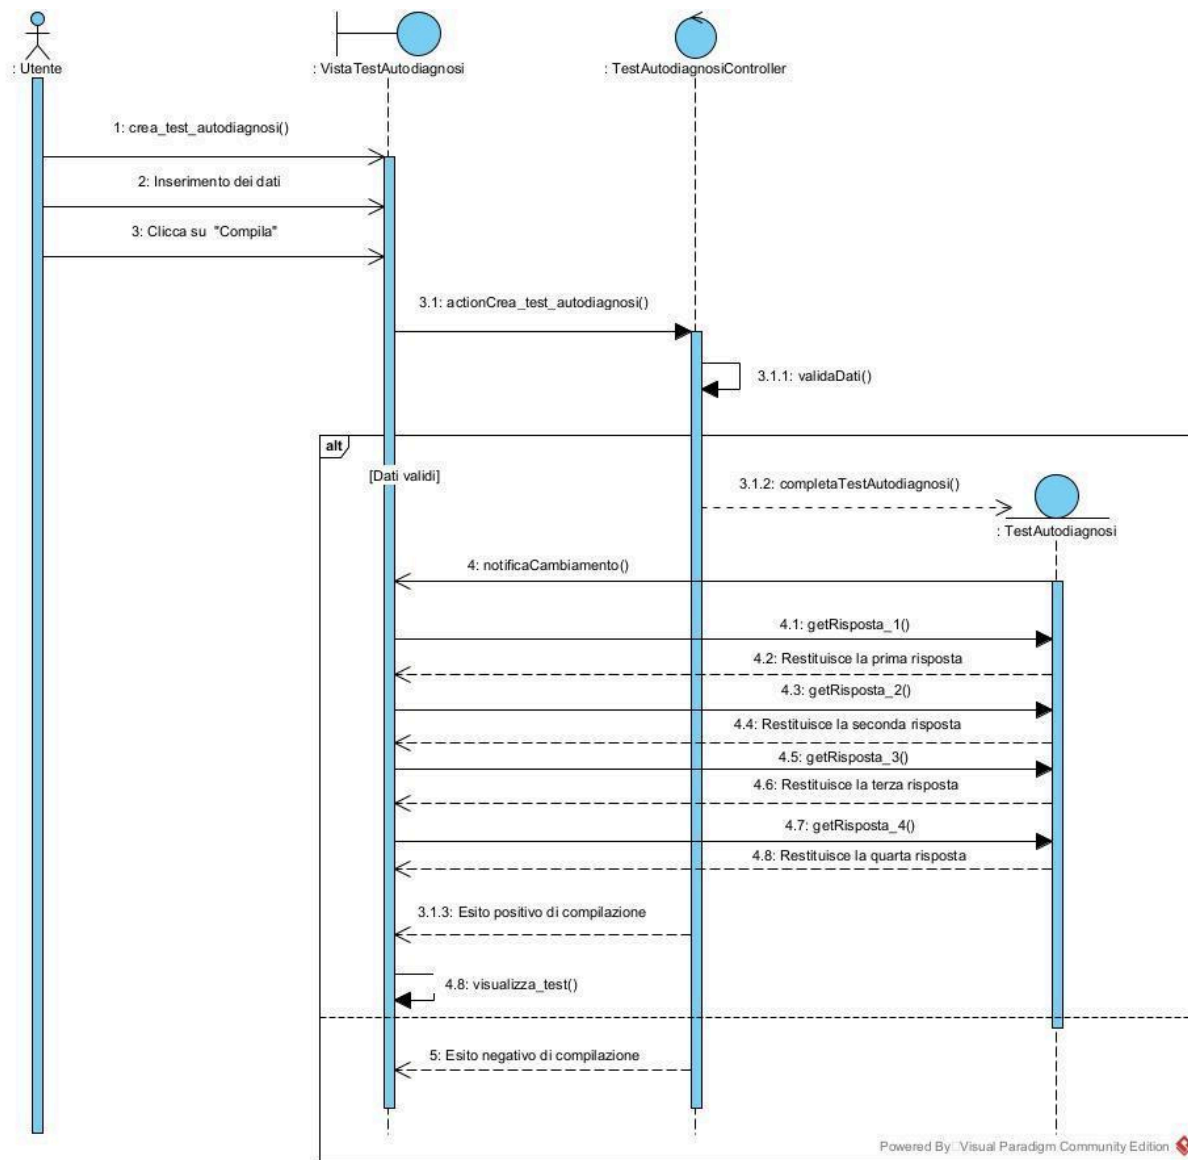 : Utente
: VistaTestAutodiagnosi
: TestAutodiagnosiController
1: crea_test_autodiagnosi()
2: Inserimento dei dati
3: Clicca su "Compila"
3.1: actionCrea_test_autodiagnosi()
3.1.1: validaDati()
alt
[Dati validi]
3.1.2: completaTestAutodiagnosi()
: TestAutodiagnosi
4: notificaCambiamento()
4.1: getRisposta_1()
4.2: Restituisce la prima risposta
4.3: getRisposta_2()
4.4: Restituisce la seconda risposta
4.5: getRisposta_3()
4.6: Restituisce la terza risposta
4.7: getRisposta_4()
4.8: Restituisce la quarta risposta
3.1.3: Esito positivo di compilazione
4.8: visualizza_test()
5: Esito negativo di compilazione
Powered By Visual Paradigm Community Edition